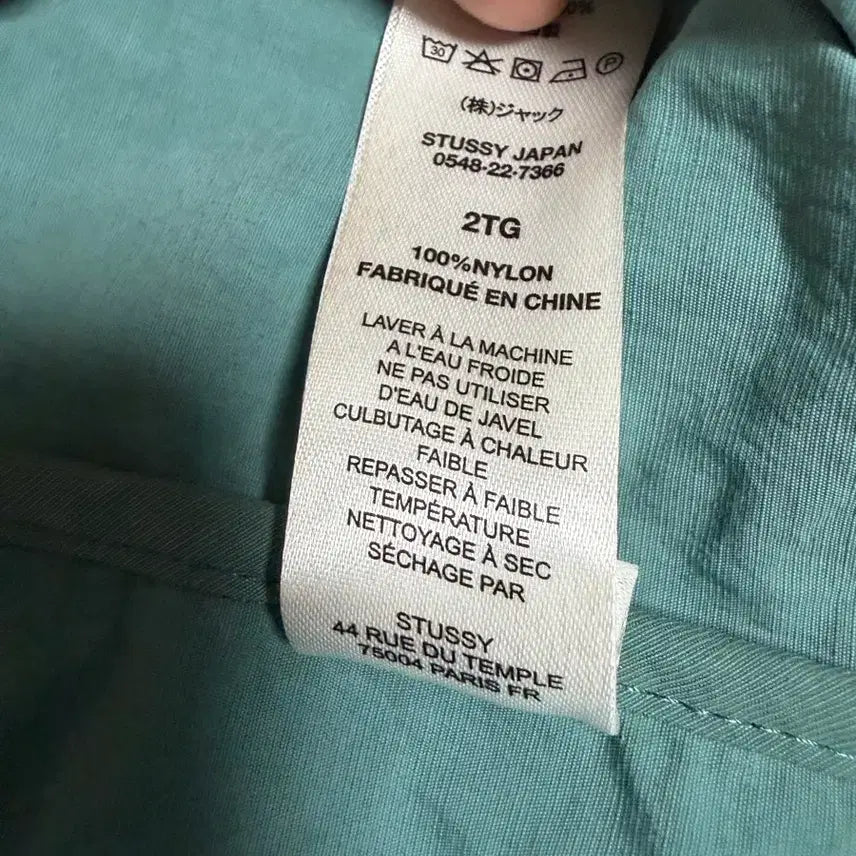 0%
30
P
(株)ジャック
STUSSY JAPAN
0548-22-7366
2TG
100%NYLON
FABRIQUÉ EN CHINE
LAVER À LA MACHINE
A L'EAU FROIDE
NE PAS UTILISER
D'EAU DE JAVEL
CULBUTAGE À CHALEUR
FAIBLE
REPASSER À FAIBLE
TEMPÉRATURE
NETTOYAGE À SEC
SÉCHAGE PAR
STUSSY
44 RUE DU TEMPLE
75004 PARIS FR